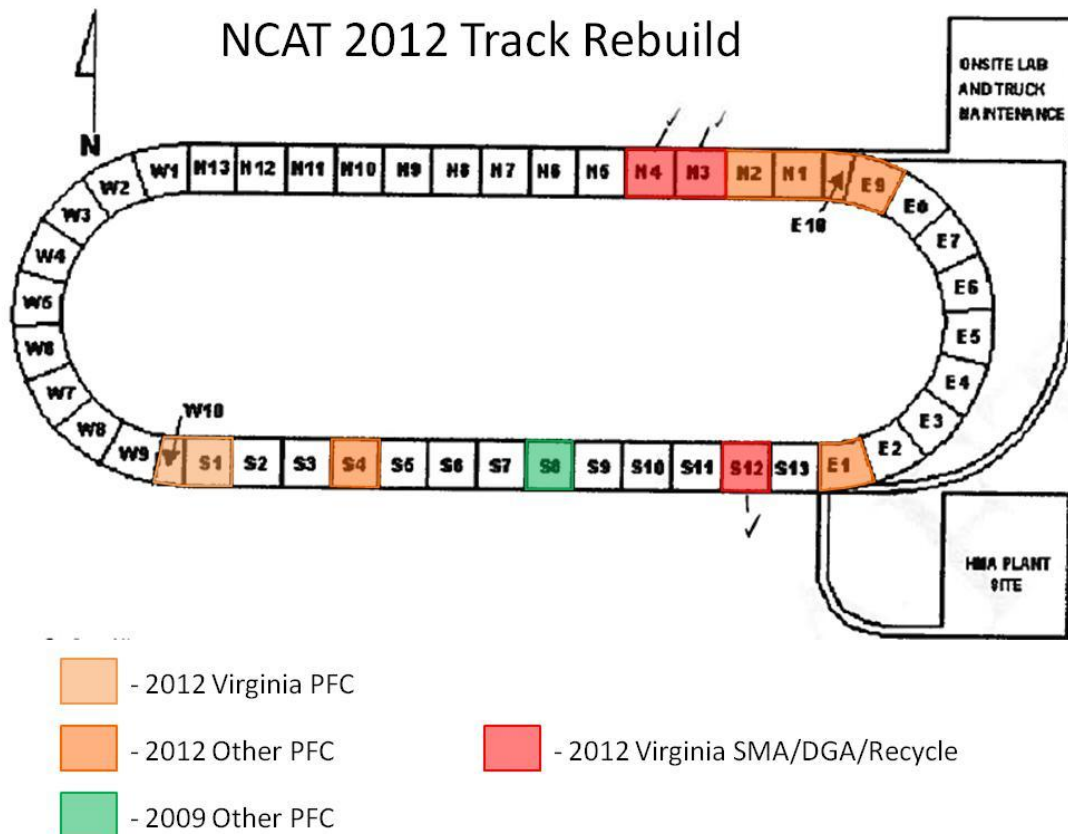 NCAT 2012 Track Rebuild
ONSITE LAB
AND TRUCK
MAINTENANCE
N
W1 N13 N12 N11 N10 N9 N8 N7 N6 N5 N4 N3 N2 N1 E9
W2
W3
W4
W5
W6
W7
W8
W9
W10
E10
E8
E7
E6
E5
E4
E3
E2
S1 S2 S3 S4 S5 S6 S7 S8 S9 S10 S11 S12 S13 E1
HMA PLANT
SITE
- 2012 Virginia PFC
- 2012 Other PFC
- 2009 Other PFC
- 2012 Virginia SMA/DGA/Recycle